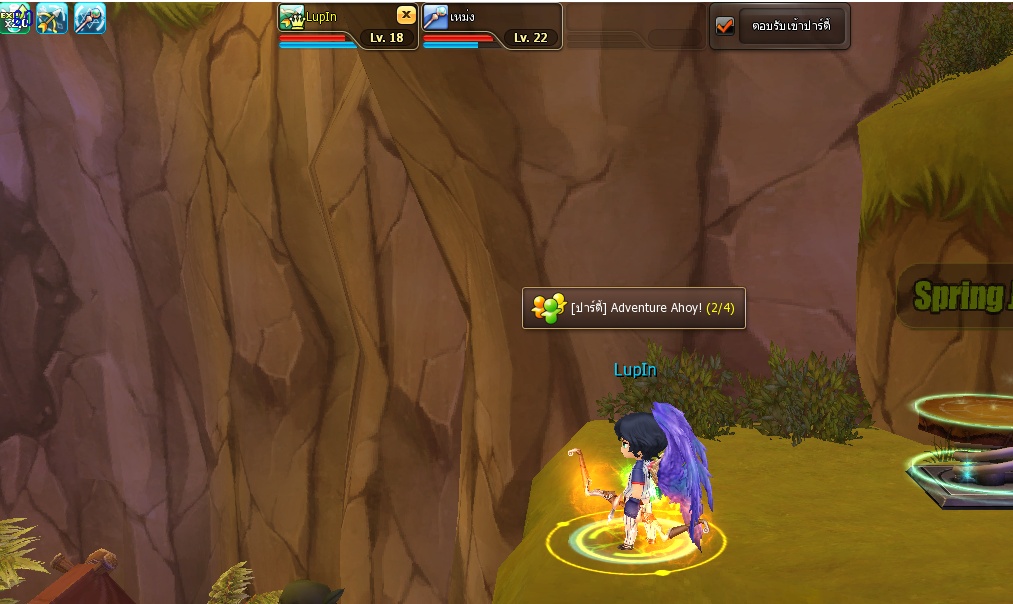 LupIn
Lv. 18
เหม่ง
Lv. 22
ตอบรับเข้าปาร์ตี้
[ปาร์ตี้] Adventure Ahoy! (2/4)
Spring
LupIn